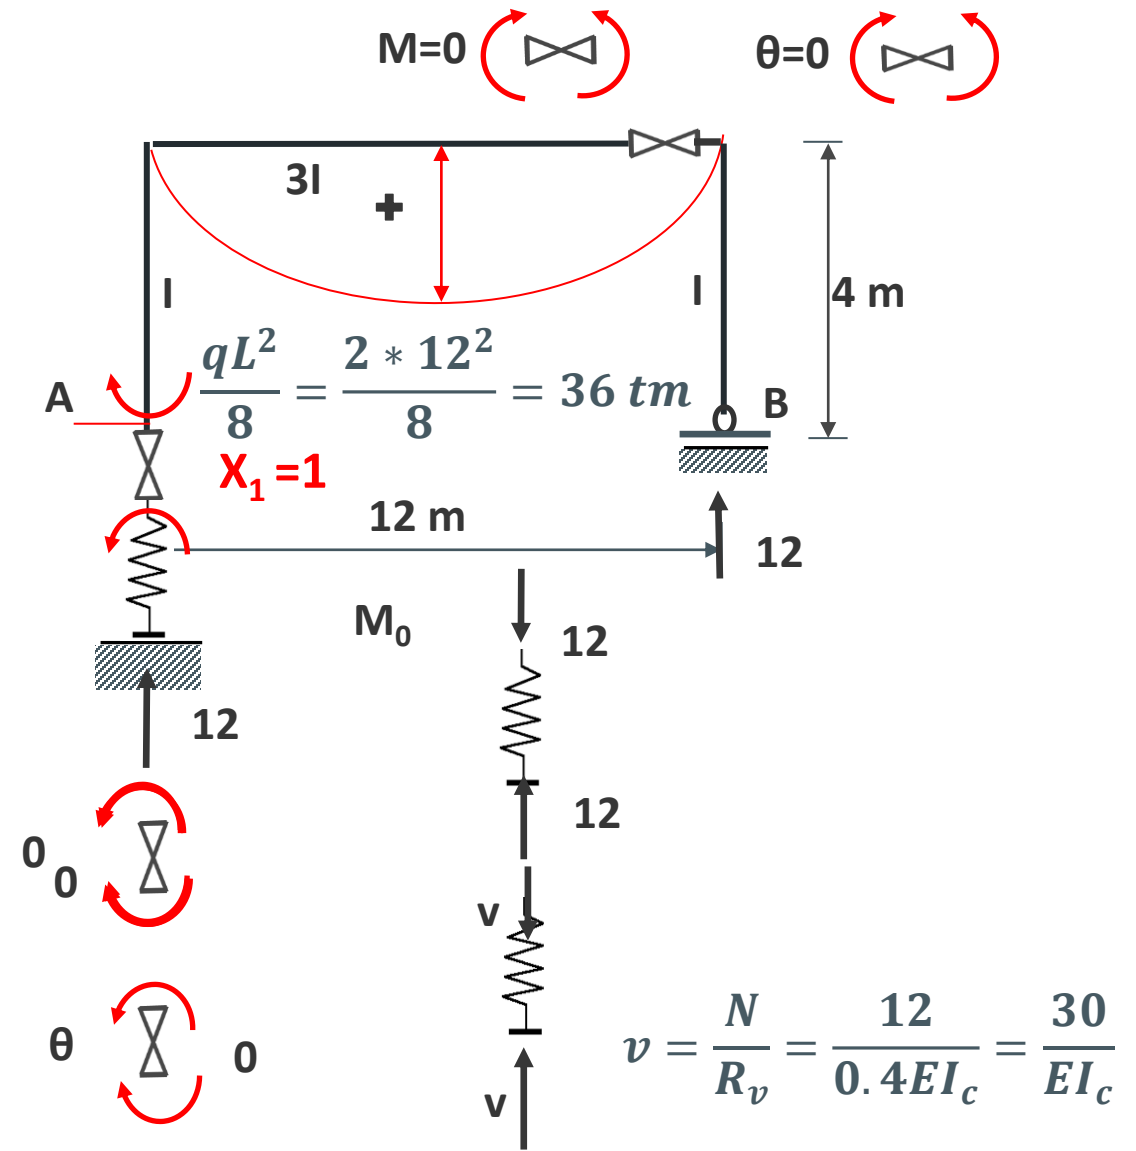 M=0
θ=0
3I
I
I
4 m
A
B
qL²/8 = 2 * 12²/8 = 36 tm
X₁ =1
12 m
12
M₀
12
12
12
0
0
v
θ
0
v = N/Rᵥ = 12/0.4EI_c = 30/EI_c
v